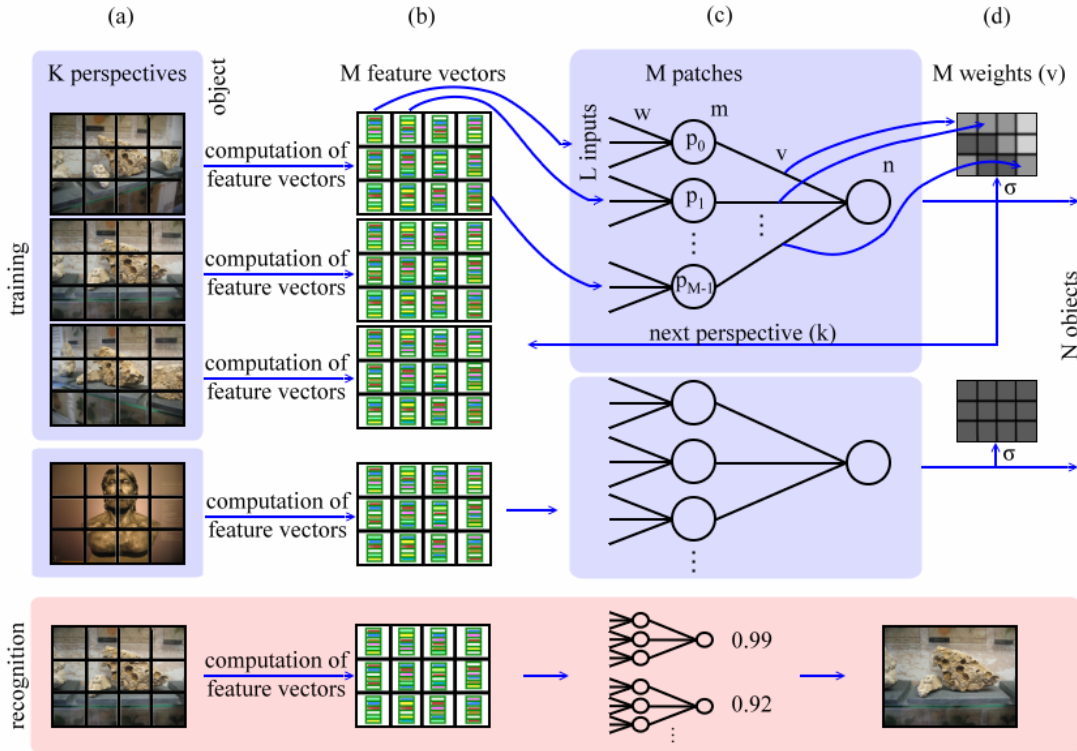 (a)
(b)
(c)
(d)
K perspectives
object
M feature vectors
M patches
M weights (v)
training
computation of
feature vectors
computation of
feature vectors
computation of
feature vectors
L inputs
w
m
p0
v
n
p1
...
...
pM-1
σ
next perspective (k)
N objects
computation of
feature vectors
...
σ
recognition
computation of
feature vectors
0.99
0.92
...